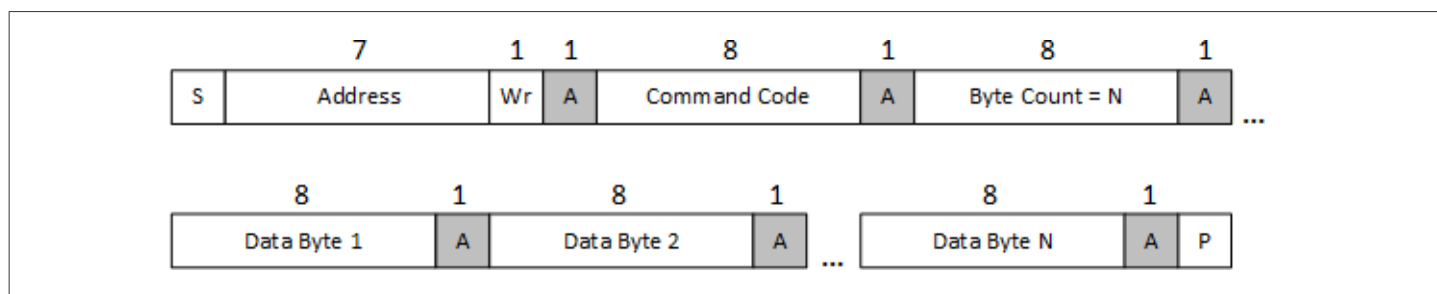 7 1 1 8 1 8 1
S Address Wr A Command Code A Byte Count = N A ...
8 1 8 1 8 1
Data Byte 1 A Data Byte 2 A ... Data Byte N A P